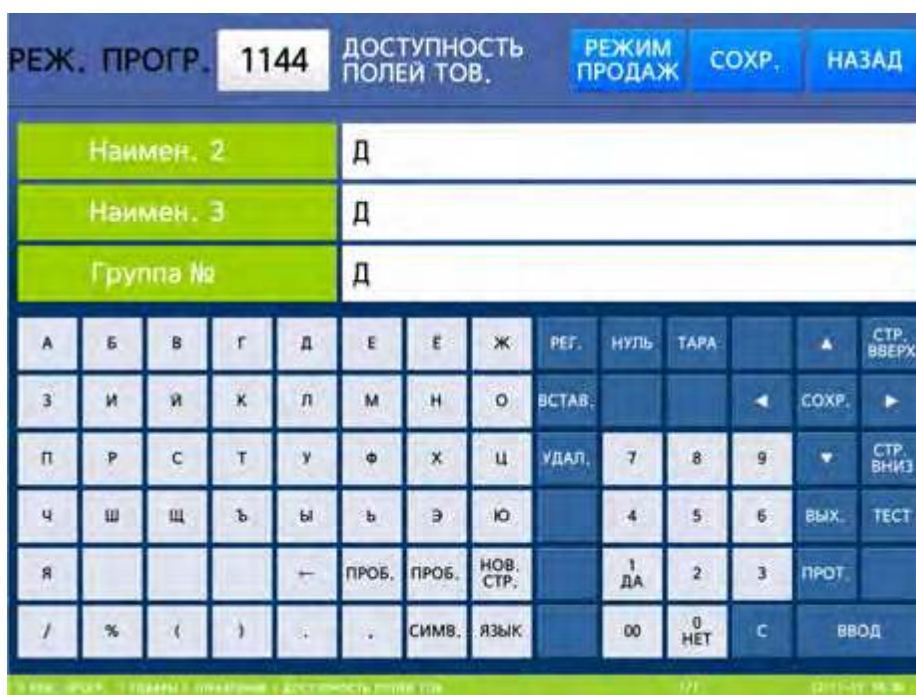 РЕЖ. ПРОГР. 1144 ДОСТУПНОСТЬ ПОЛЕЙ ТОВ. РЕЖИМ ПРОДАЖ СОХР. НАЗАД
Наимен. 2 Д
Наимен. 3 Д
Группа № Д
А Б В Г Д Е Ё Ж РЕГ. НУЛЬ ТАРА ▲ СТР. ВВЕРХ
З И Й К Л М Н О ВСТАВ. ◄ СОХР. ►
П Р С Т У Ф Х Ц УДАЛ. 7 8 9 ▼ СТР. ВНИЗ
Ч Ш Щ Ъ Ы Ь Э Ю 4 5 6 ВЫХ. ТЕСТ
Я ← ПРОБ. ПРОБ. НОВ. СТР. 1 ДА 2 3 ПРОТ.
/ % ( ) . , СИМВ. ЯЗЫК 00 0 НЕТ C ВВОД